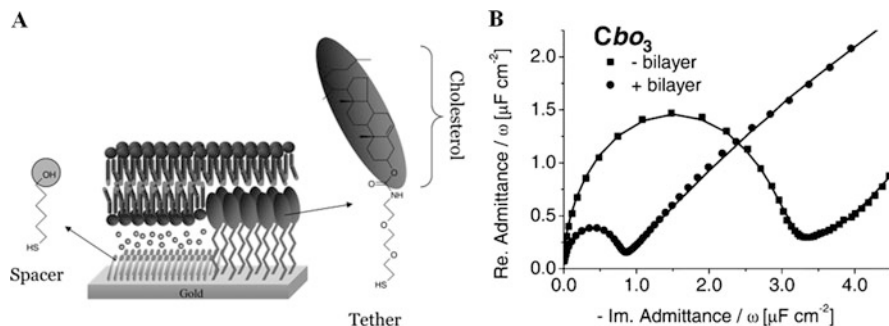 A
Cholesterol
OH
HS
Spacer
Gold
O
O
NH
O
O
HS
Tether
B
Cbo3
- bilayer
+ bilayer
Re. Admittance / ω [μF cm⁻²]
2.0
1.5
1.0
0.5
0.0
0.0
1.0
2.0
3.0
4.0
- Im. Admittance / ω [μF cm⁻²]